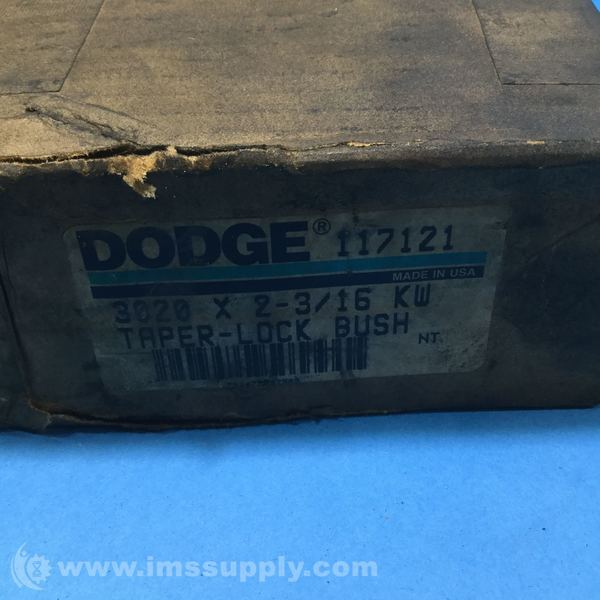 DODGE® 117121
MADE IN USA
3020 X 2-3/16 KW
TAPER-LOCK BUSH
NT.
www.imssupply.com